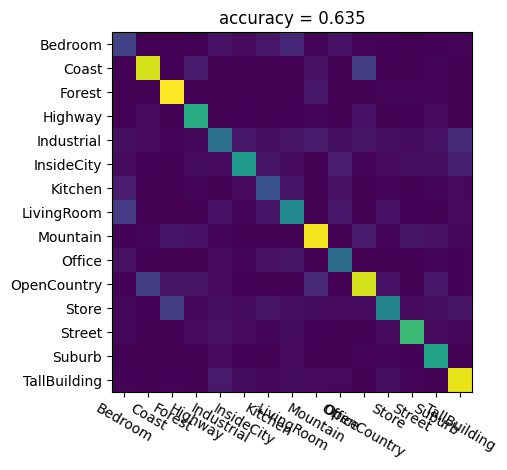 accuracy = 0.635
Bedroom
Coast
Forest
Highway
Industrial
InsideCity
Kitchen
LivingRoom
Mountain
Office
OpenCountry
Store
Street
Suburb
TallBuilding
Bedroom
Coast
Forest
Highway
Industrial
InsideCity
Kitchen
LivingRoom
Mountain
Office
OpenCountry
Store
Street
Suburb
TallBuilding